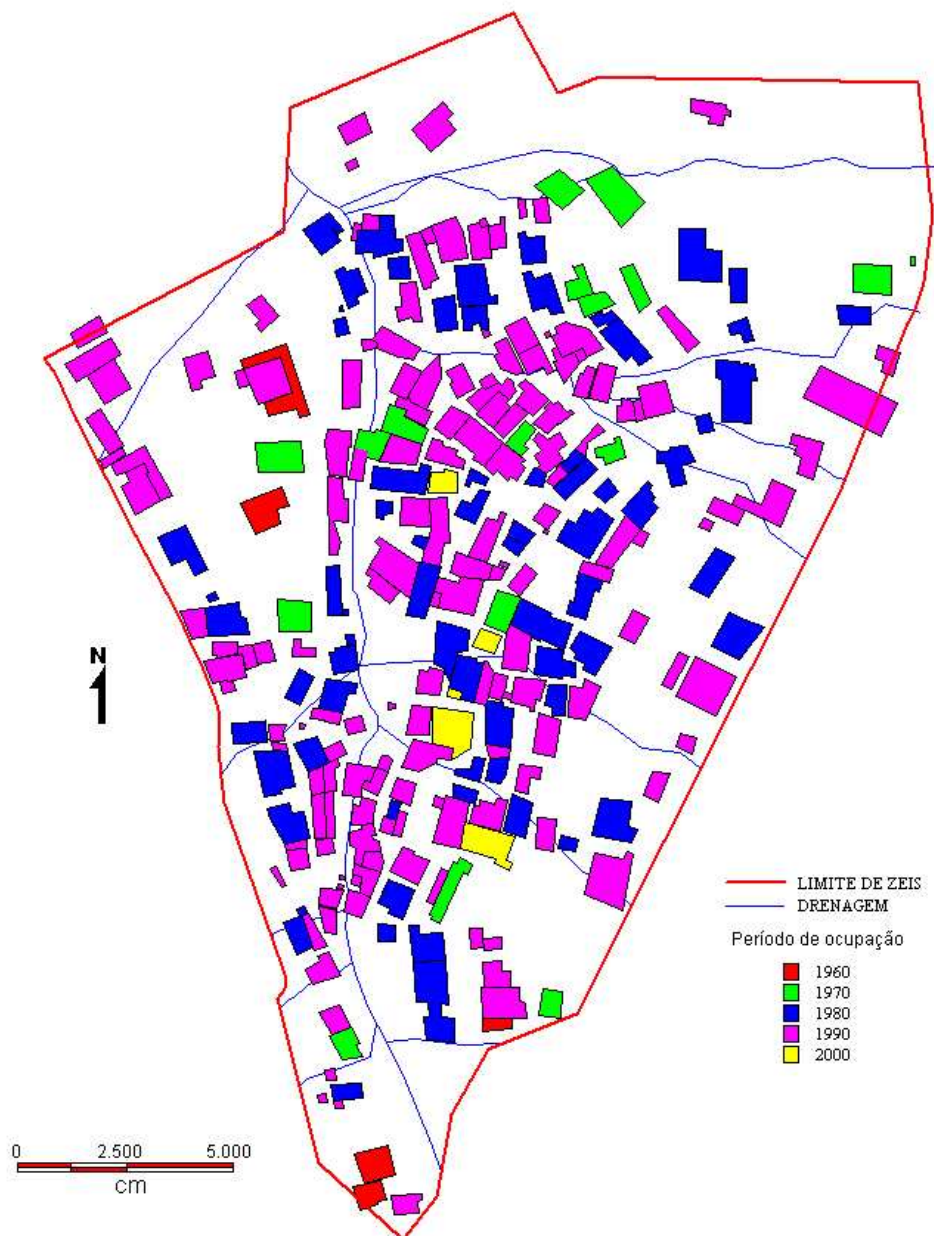 N
LIMITE DE ZEIS
DRENAGEM
Período de ocupação
1960
1970
1980
1990
2000
0 2.500 5.000
cm